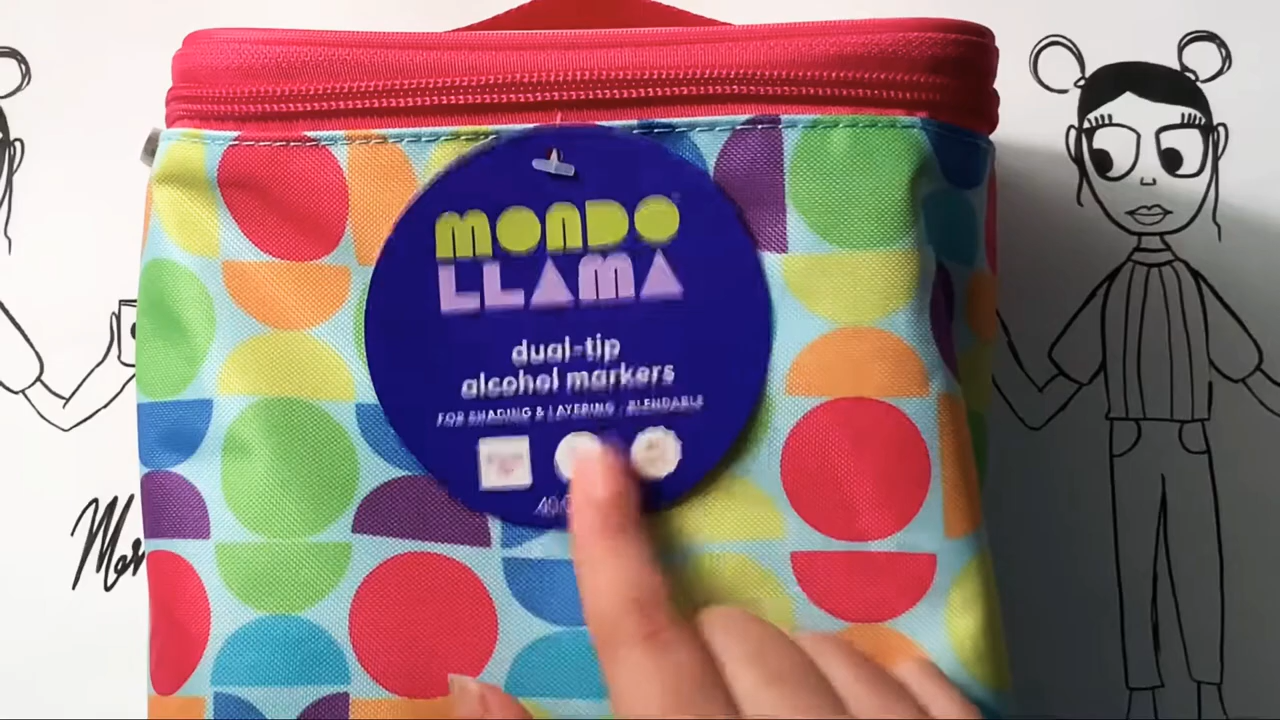 MONDO
LLAMA
dual-tip
alcohol markers
FOR SHADING & LAYERING · BLENDABLE